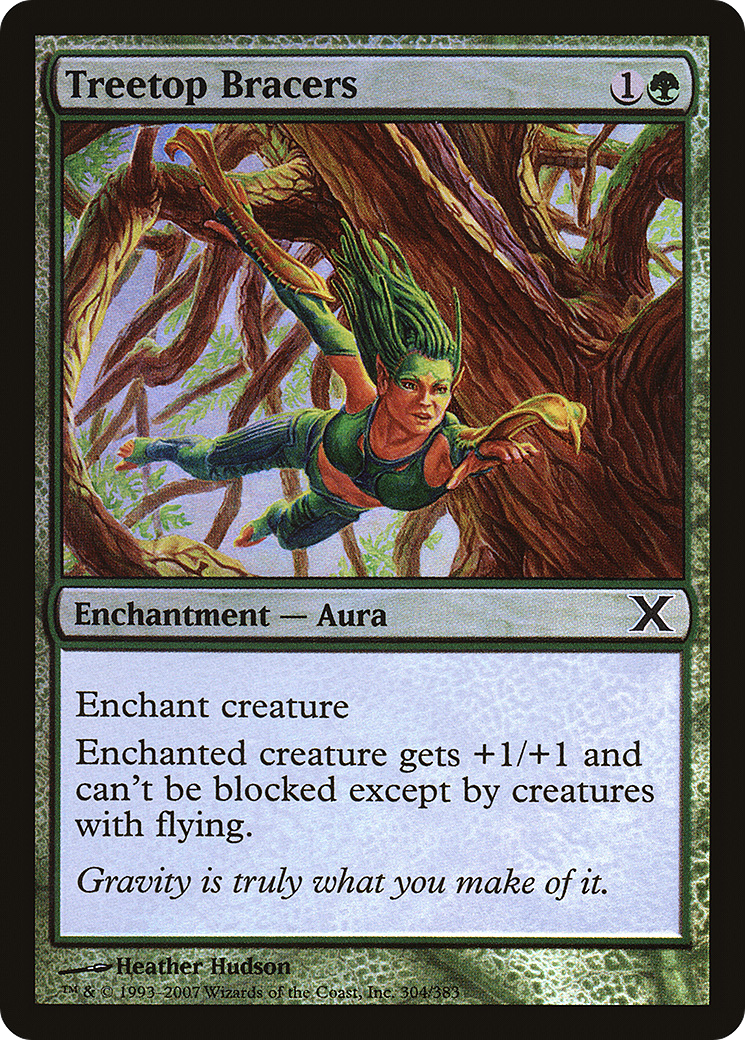 Treetop Bracers 1
Enchantment — Aura X
Enchant creature
Enchanted creature gets +1/+1 and
can't be blocked except by creatures
with flying.
Gravity is truly what you make of it.
Heather Hudson
™ & © 1993–2007 Wizards of the Coast, Inc. 304/383